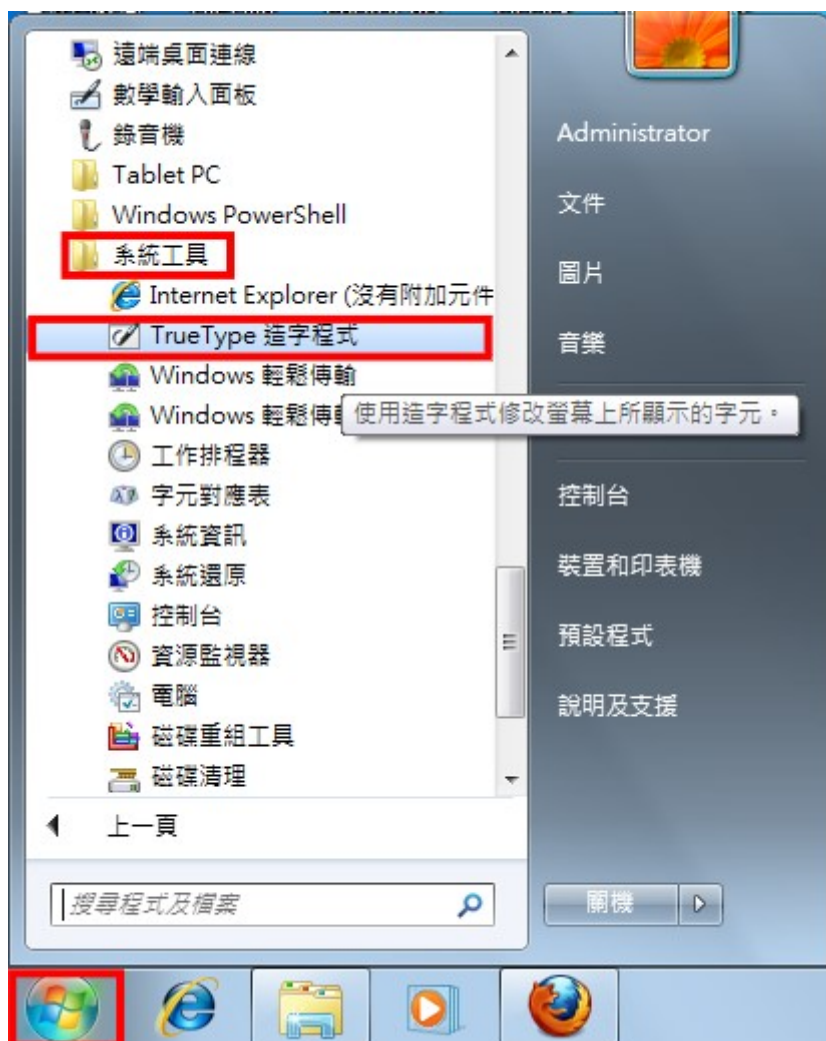 遠端桌面連線
數學輸入面板
錄音機
Tablet PC
Windows PowerShell
系統工具
Internet Explorer (沒有附加元件
TrueType 造字程式
Windows 輕鬆傳輸
Windows 輕鬆傳
使用造字程式修改螢幕上所顯示的字元。
工作排程器
字元對應表
系統資訊
系統還原
控制台
資源監視器
電腦
磁碟重組工具
磁碟清理
上一頁
搜尋程式及檔案
Administrator
文件
圖片
音樂
控制台
裝置和印表機
預設程式
說明及支援
關機